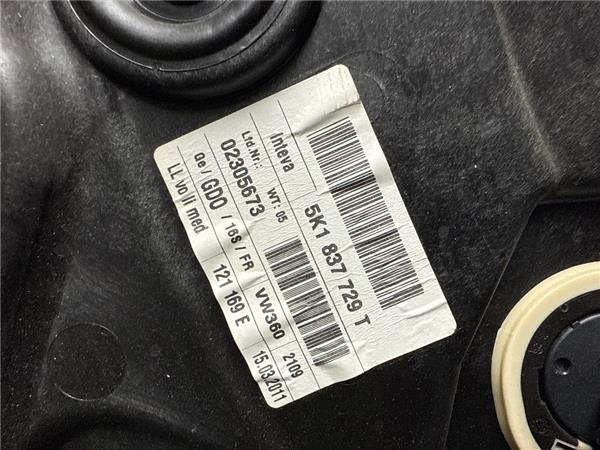 Inteva
5K1 837 729 T
Lfd.Nr.: WT: 05
02305673
Ge / GDO / 16S / FR VW360 2109
LL vo li med 121 169 E 15.03.2011